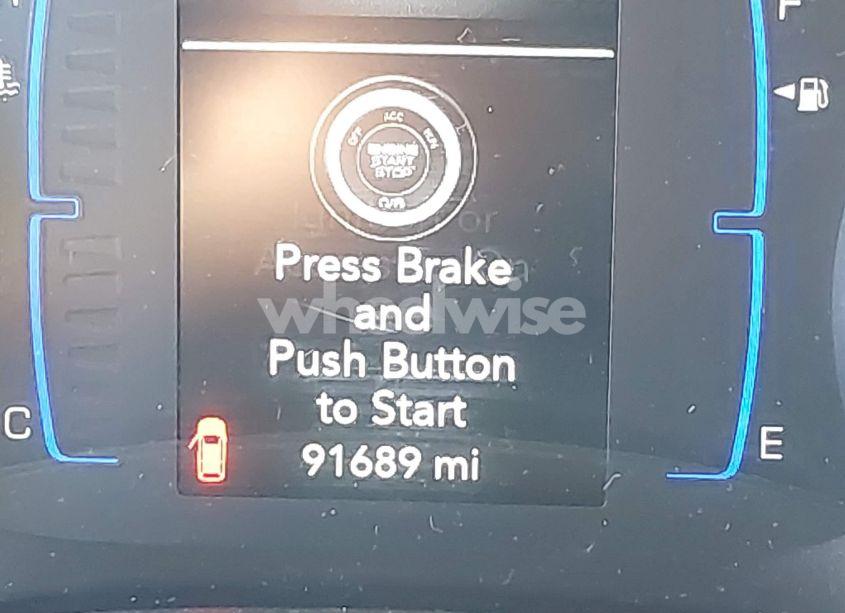 F
OFF ACC RUN
ENGINE
START
STOP
Press Brake
and
wheelwise
Push Button
to Start
C
E
91689 mi